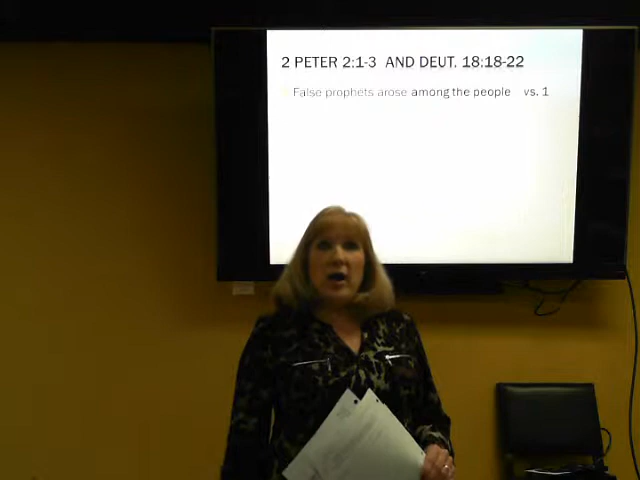 2 PETER 2:1-3 AND DEUT. 18:18-22
False prophets arose among the people vs. 1